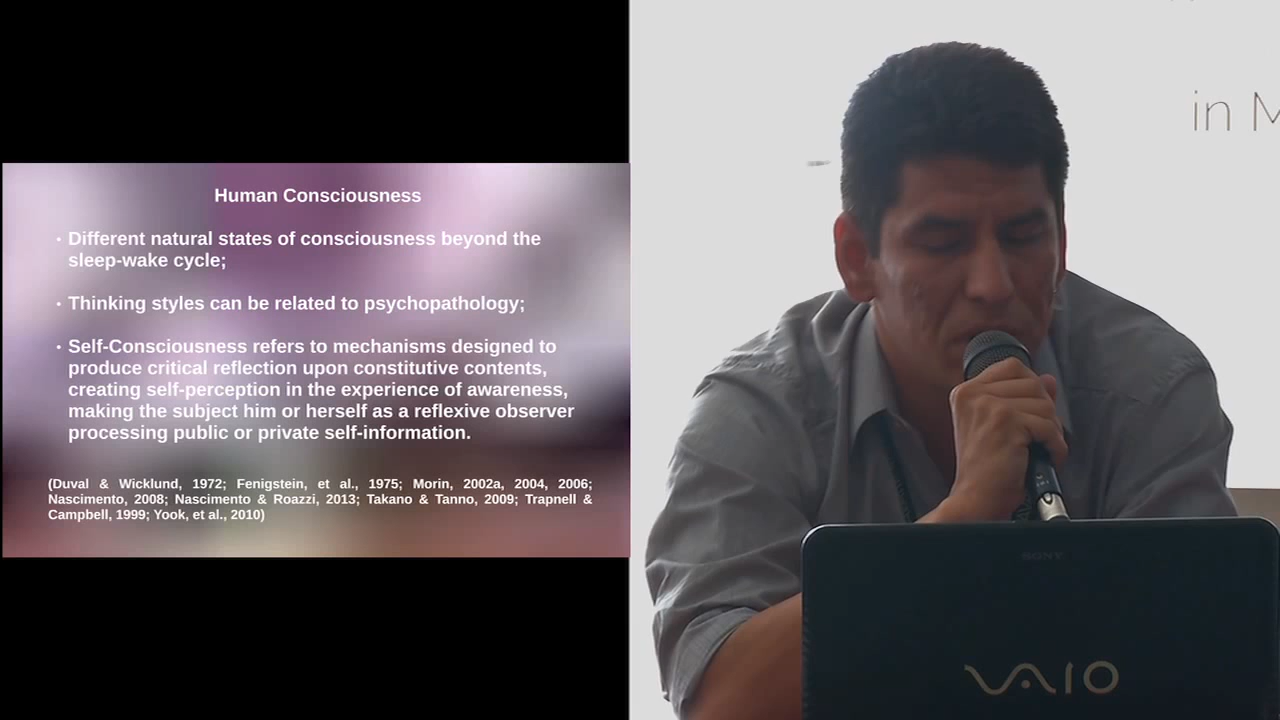 Human Consciousness
• Different natural states of consciousness beyond the
sleep-wake cycle;
• Thinking styles can be related to psychopathology;
• Self-Consciousness refers to mechanisms designed to
produce critical reflection upon constitutive contents,
creating self-perception in the experience of awareness,
making the subject him or herself as a reflexive observer
processing public or private self-information.
(Duval & Wicklund, 1972; Fenigstein, et al., 1975; Morin, 2002a, 2004, 2006;
Nascimento, 2008; Nascimento & Roazzi, 2013; Takano & Tanno, 2009; Trapnell &
Campbell, 1999; Yook, et al., 2010)
in M
SONY
VAIO